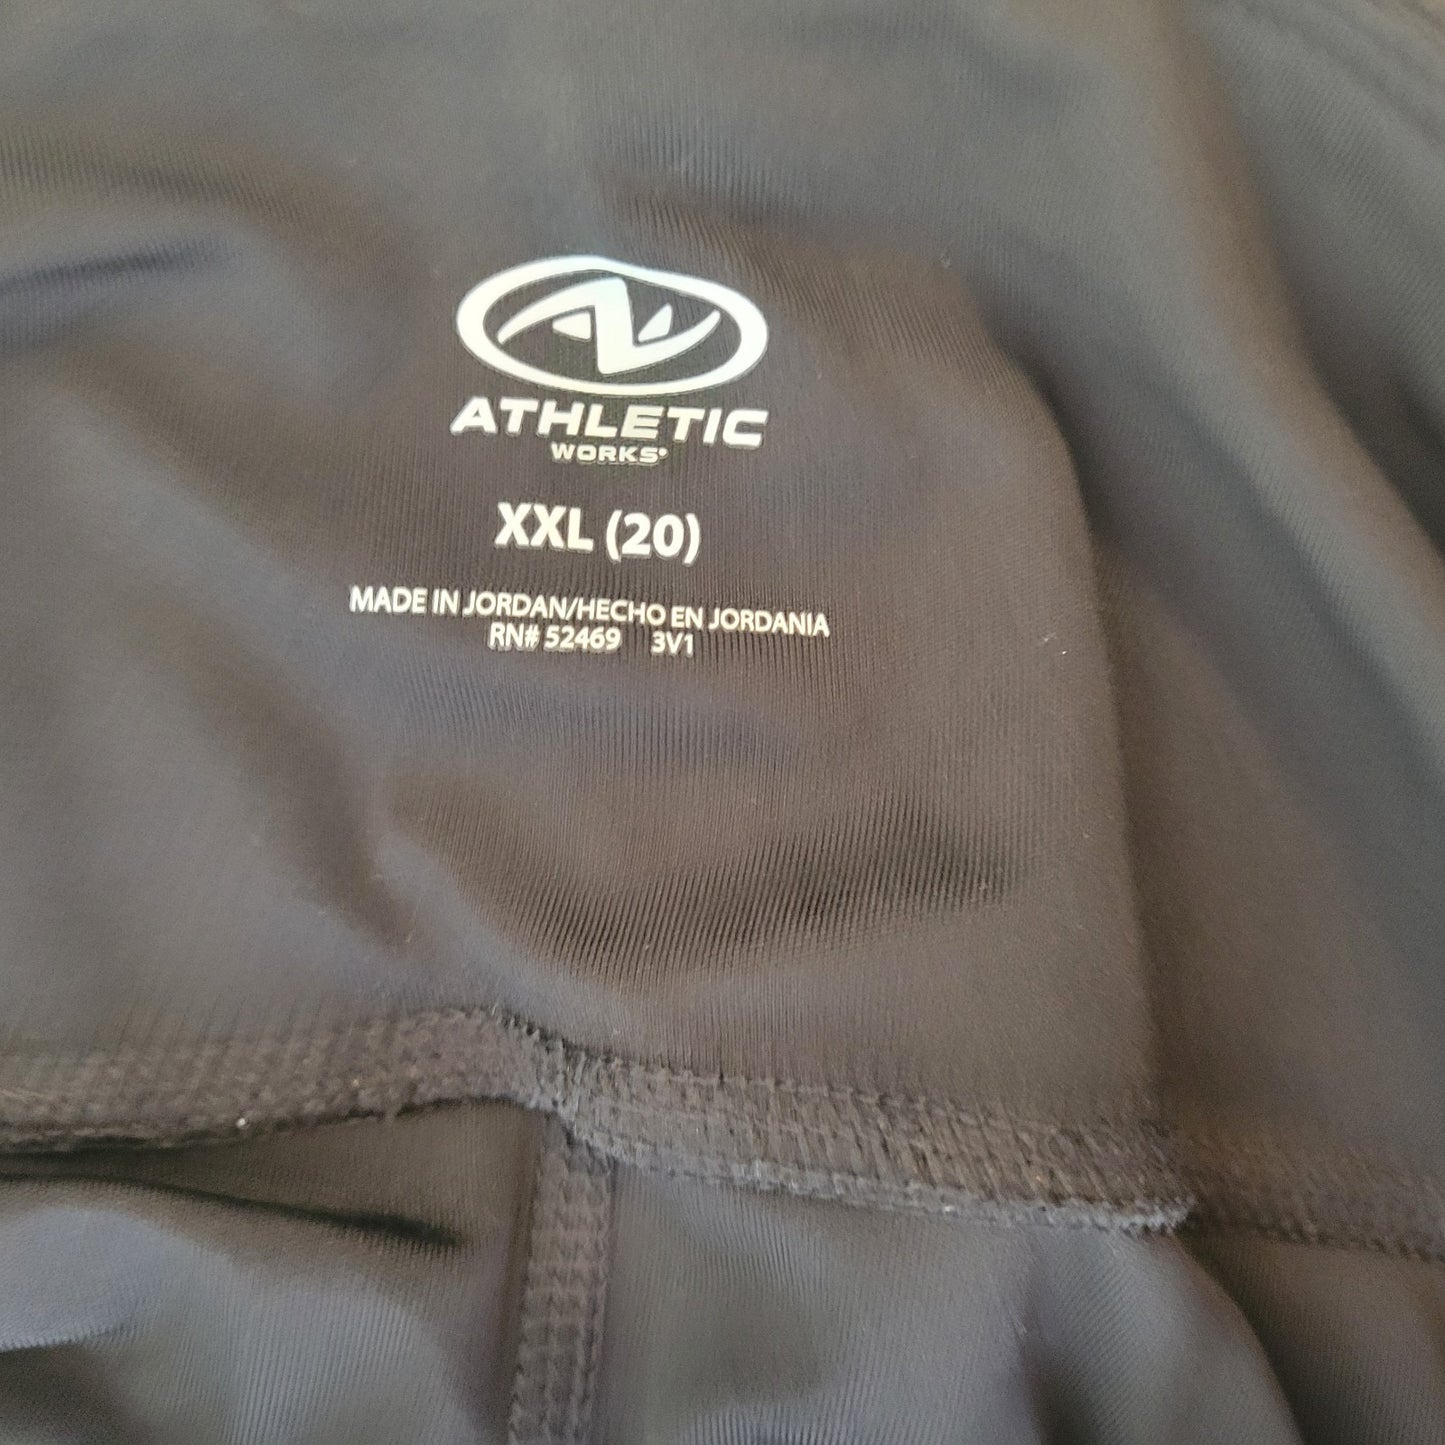 ATHLETIC
WORKS®
XXL (20)
MADE IN JORDAN/HECHO EN JORDANIA
RN# 52469 3V1